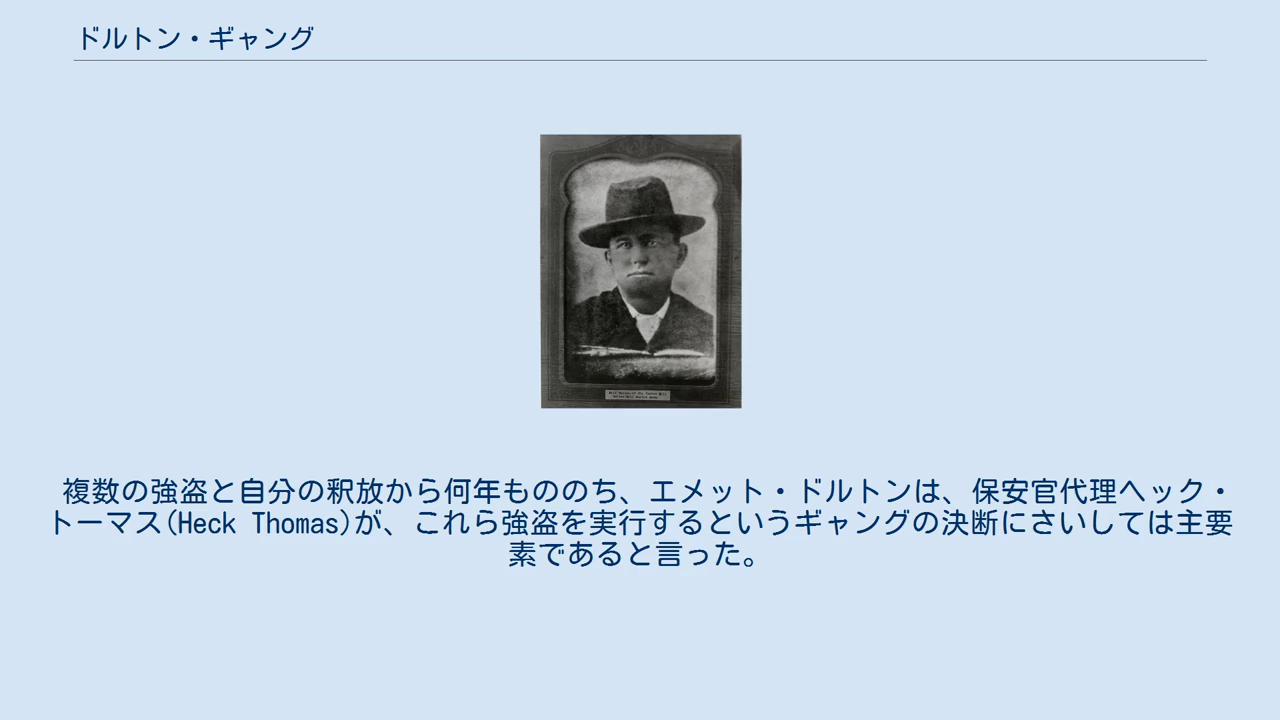 ドルトン・ギャング
複数の強盗と自分の釈放から何年もののち、エメット・ドルトンは、保安官代理ヘック・
トーマス(Heck Thomas)が、これら強盗を実行するというギャングの決断にさいしては主要
素であると言った。